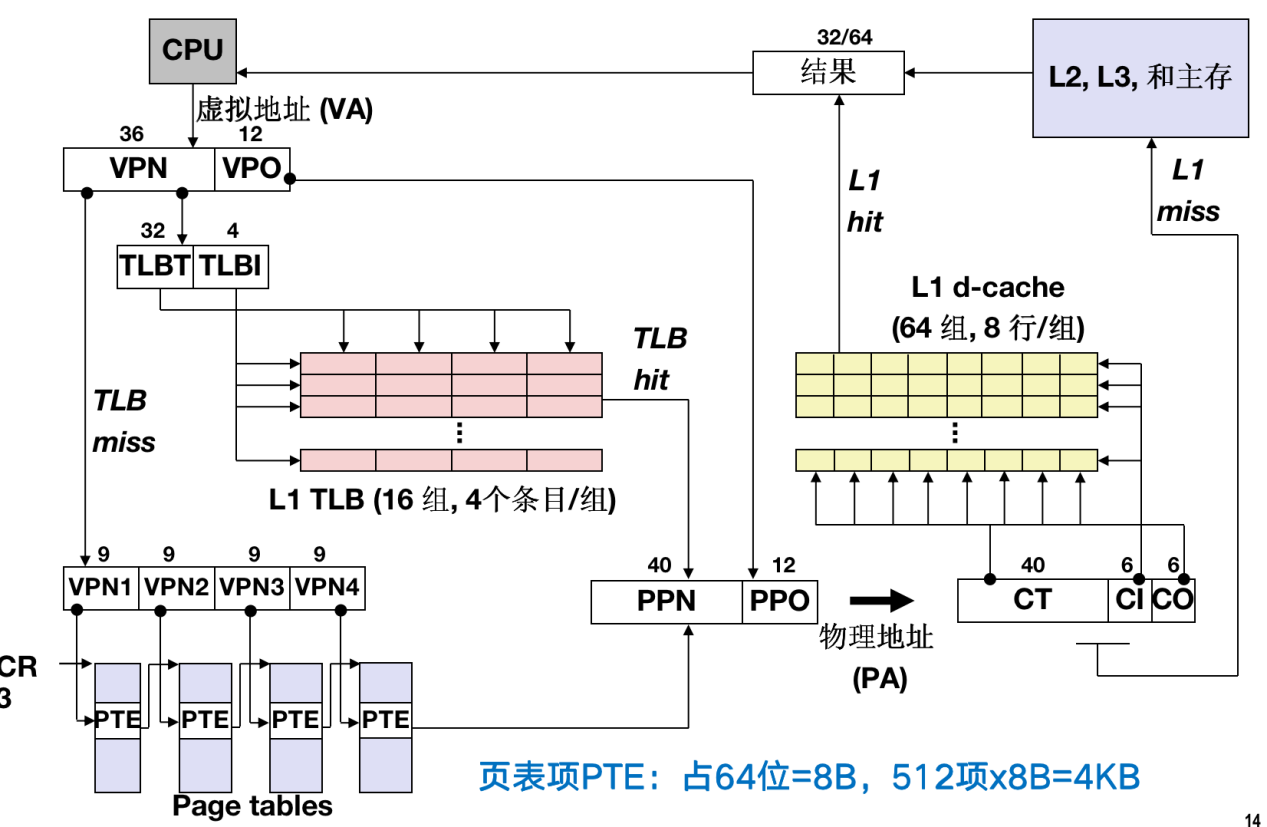 CPU
32/64
结果
L2, L3, 和主存
虚拟地址 (VA)
36 12
VPN VPO
L1
hit
L1
miss
32 4
TLBT TLBI
L1 d-cache
(64 组, 8 行/组)
TLB
hit
TLB
miss
L1 TLB (16 组, 4个条目/组)
9 9 9 9
VPN1 VPN2 VPN3 VPN4
40 12
PPN PPO
物理地址
(PA)
40 6 6
CT CI CO
CR
3
PTE PTE PTE PTE
Page tables
页表项PTE：占64位=8B，512项x8B=4KB
14